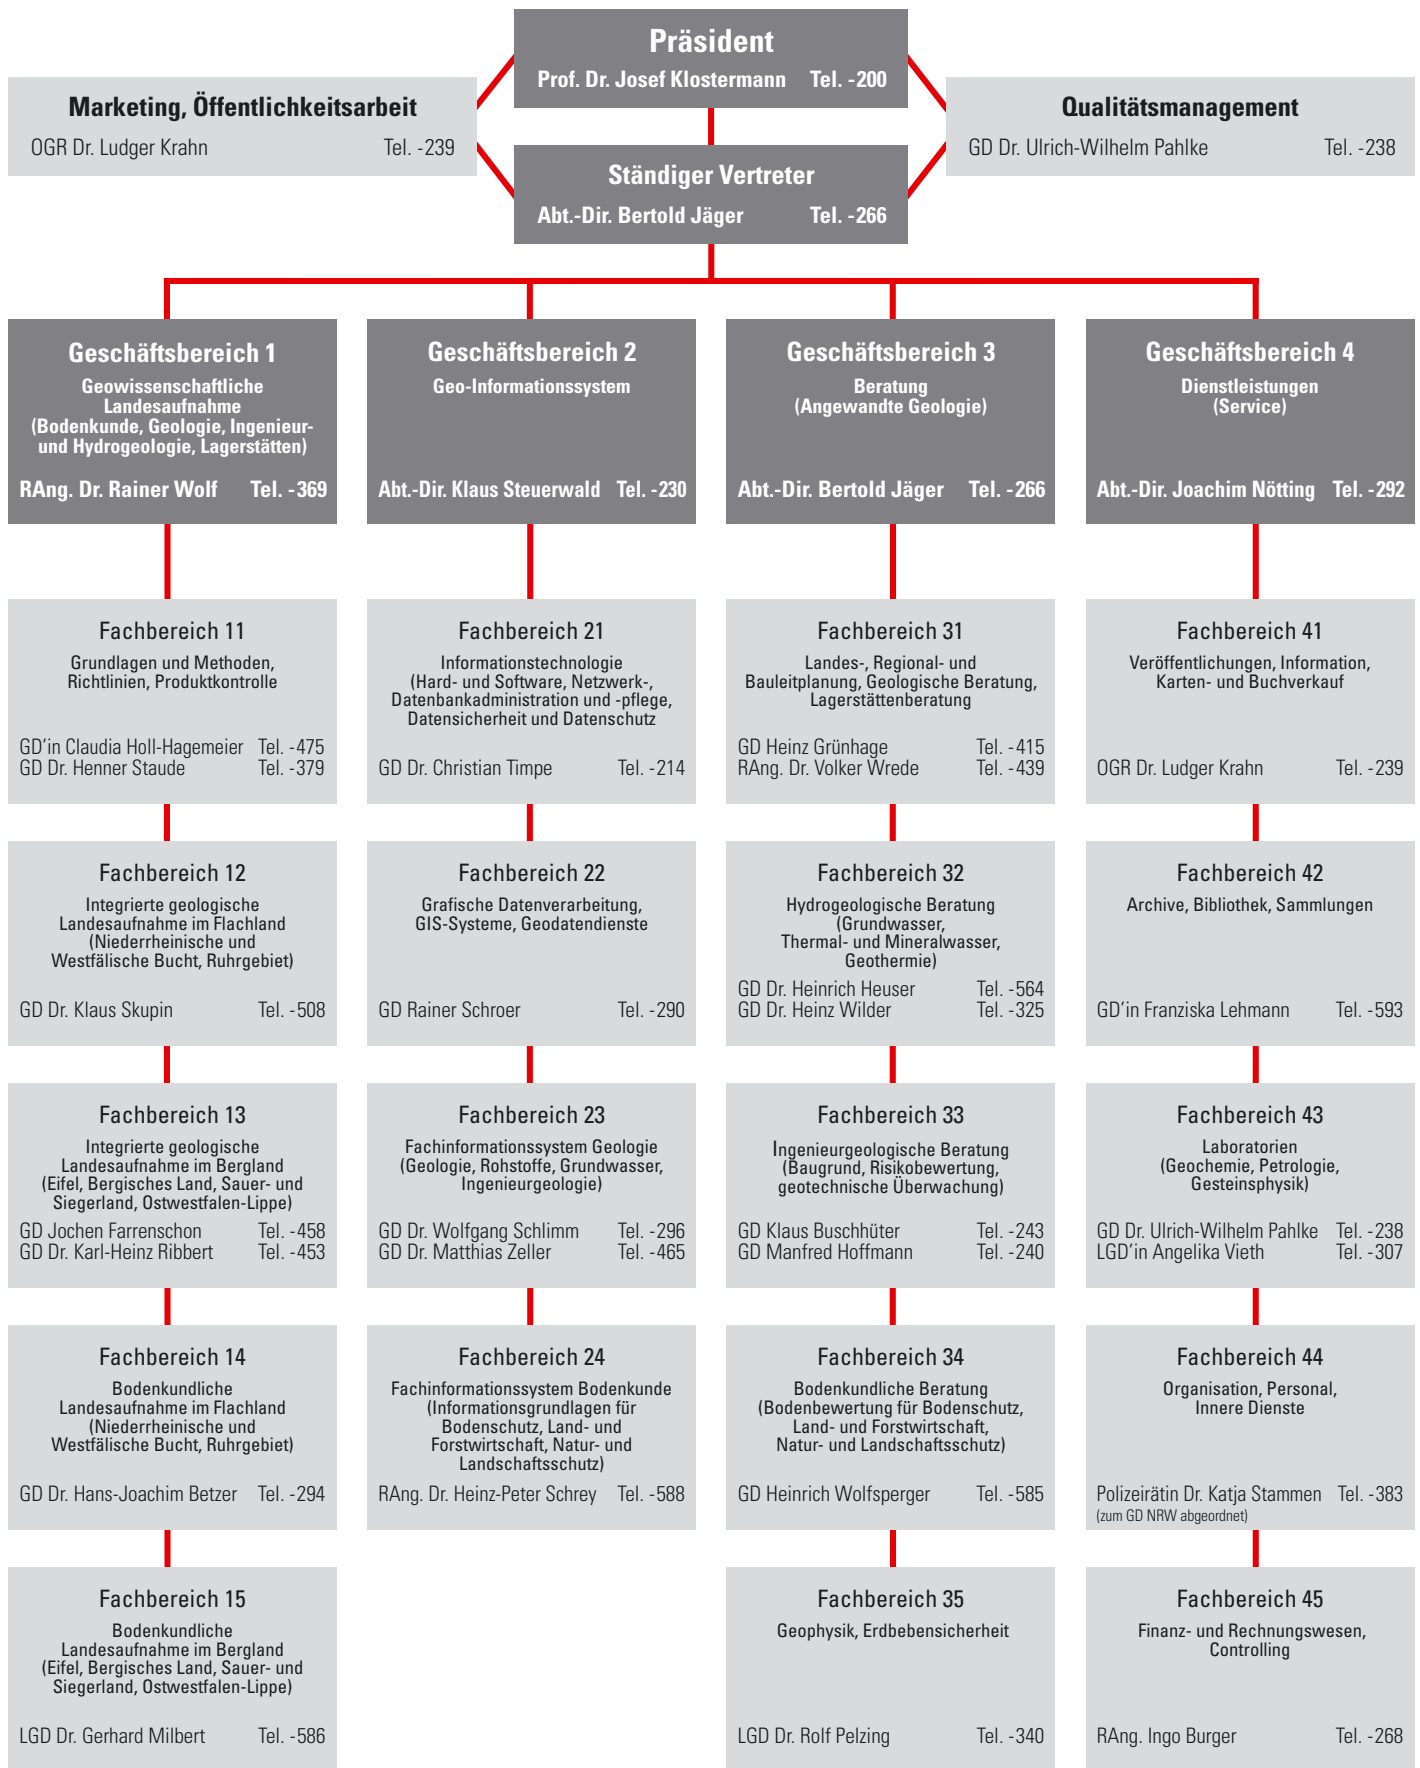 Präsident
Prof. Dr. Josef Klostermann Tel. -200
Marketing, Öffentlichkeitsarbeit
OGR Dr. Ludger Krahn Tel. -239
Qualitätsmanagement
GD Dr. Ulrich-Wilhelm Pahlke Tel. -238
Ständiger Vertreter
Abt.-Dir. Bertold Jäger Tel. -266
Geschäftsbereich 1
Geowissenschaftliche
Landesaufnahme
(Bodenkunde, Geologie, Ingenieur-
und Hydrogeologie, Lagerstätten)
RAng. Dr. Rainer Wolf Tel. -369
Geschäftsbereich 2
Geo-Informationssystem
Abt.-Dir. Klaus Steuerwald Tel. -230
Geschäftsbereich 3
Beratung
(Angewandte Geologie)
Abt.-Dir. Bertold Jäger Tel. -266
Geschäftsbereich 4
Dienstleistungen
(Service)
Abt.-Dir. Joachim Nötting Tel. -292
Fachbereich 11
Grundlagen und Methoden,
Richtlinien, Produktkontrolle
GD'in Claudia Holl-Hagemeier Tel. -475
GD Dr. Henner Staude Tel. -379
Fachbereich 21
Informationstechnologie
(Hard- und Software, Netzwerk-,
Datenbankadministration und -pflege,
Datensicherheit und Datenschutz
GD Dr. Christian Timpe Tel. -214
Fachbereich 31
Landes-, Regional- und
Bauleitplanung, Geologische Beratung,
Lagerstättenberatung
GD Heinz Grünhage Tel. -415
RAng. Dr. Volker Wrede Tel. -439
Fachbereich 41
Veröffentlichungen, Information,
Karten- und Buchverkauf
OGR Dr. Ludger Krahn Tel. -239
Fachbereich 12
Integrierte geologische
Landesaufnahme im Flachland
(Niederrheinische und
Westfälische Bucht, Ruhrgebiet)
GD Dr. Klaus Skupin Tel. -508
Fachbereich 22
Grafische Datenverarbeitung,
GIS-Systeme, Geodatendienste
GD Rainer Schroer Tel. -290
Fachbereich 32
Hydrogeologische Beratung
(Grundwasser,
Thermal- und Mineralwasser,
Geothermie)
GD Dr. Heinrich Heuser Tel. -564
GD Dr. Heinz Wilder Tel. -325
Fachbereich 42
Archive, Bibliothek, Sammlungen
GD'in Franziska Lehmann Tel. -593
Fachbereich 13
Integrierte geologische
Landesaufnahme im Bergland
(Eifel, Bergisches Land, Sauer- und
Siegerland, Ostwestfalen-Lippe)
GD Jochen Farrenschon Tel. -458
GD Dr. Karl-Heinz Ribbert Tel. -453
Fachbereich 23
Fachinformationssystem Geologie
(Geologie, Rohstoffe, Grundwasser,
Ingenieurgeologie)
GD Dr. Wolfgang Schlimm Tel. -296
GD Dr. Matthias Zeller Tel. -465
Fachbereich 33
Ingenieurgeologische Beratung
(Baugrund, Risikobewertung,
geotechnische Überwachung)
GD Klaus Buschhüter Tel. -243
GD Manfred Hoffmann Tel. -240
Fachbereich 43
Laboratorien
(Geochemie, Petrologie,
Gesteinsphysik)
GD Dr. Ulrich-Wilhelm Pahlke Tel. -238
LGD'in Angelika Vieth Tel. -307
Fachbereich 14
Bodenkundliche
Landesaufnahme im Flachland
(Niederrheinische und
Westfälische Bucht, Ruhrgebiet)
GD Dr. Hans-Joachim Betzer Tel. -294
Fachbereich 24
Fachinformationssystem Bodenkunde
(Informationsgrundlagen für
Bodenschutz, Land- und
Forstwirtschaft, Natur- und
Landschaftsschutz)
RAng. Dr. Heinz-Peter Schrey Tel. -588
Fachbereich 34
Bodenkundliche Beratung
(Bodenbewertung für Bodenschutz,
Land- und Forstwirtschaft,
Natur- und Landschaftsschutz)
GD Heinrich Wolfsperger Tel. -585
Fachbereich 44
Organisation, Personal,
Innere Dienste
Polizeirätin Dr. Katja Stammen Tel. -383
(zum GD NRW abgeordnet)
Fachbereich 15
Bodenkundliche
Landesaufnahme im Bergland
(Eifel, Bergisches Land, Sauer- und
Siegerland, Ostwestfalen-Lippe)
LGD Dr. Gerhard Milbert Tel. -586
Fachbereich 35
Geophysik, Erdbebensicherheit
LGD Dr. Rolf Pelzing Tel. -340
Fachbereich 45
Finanz- und Rechnungswesen,
Controlling
RAng. Ingo Burger Tel. -268